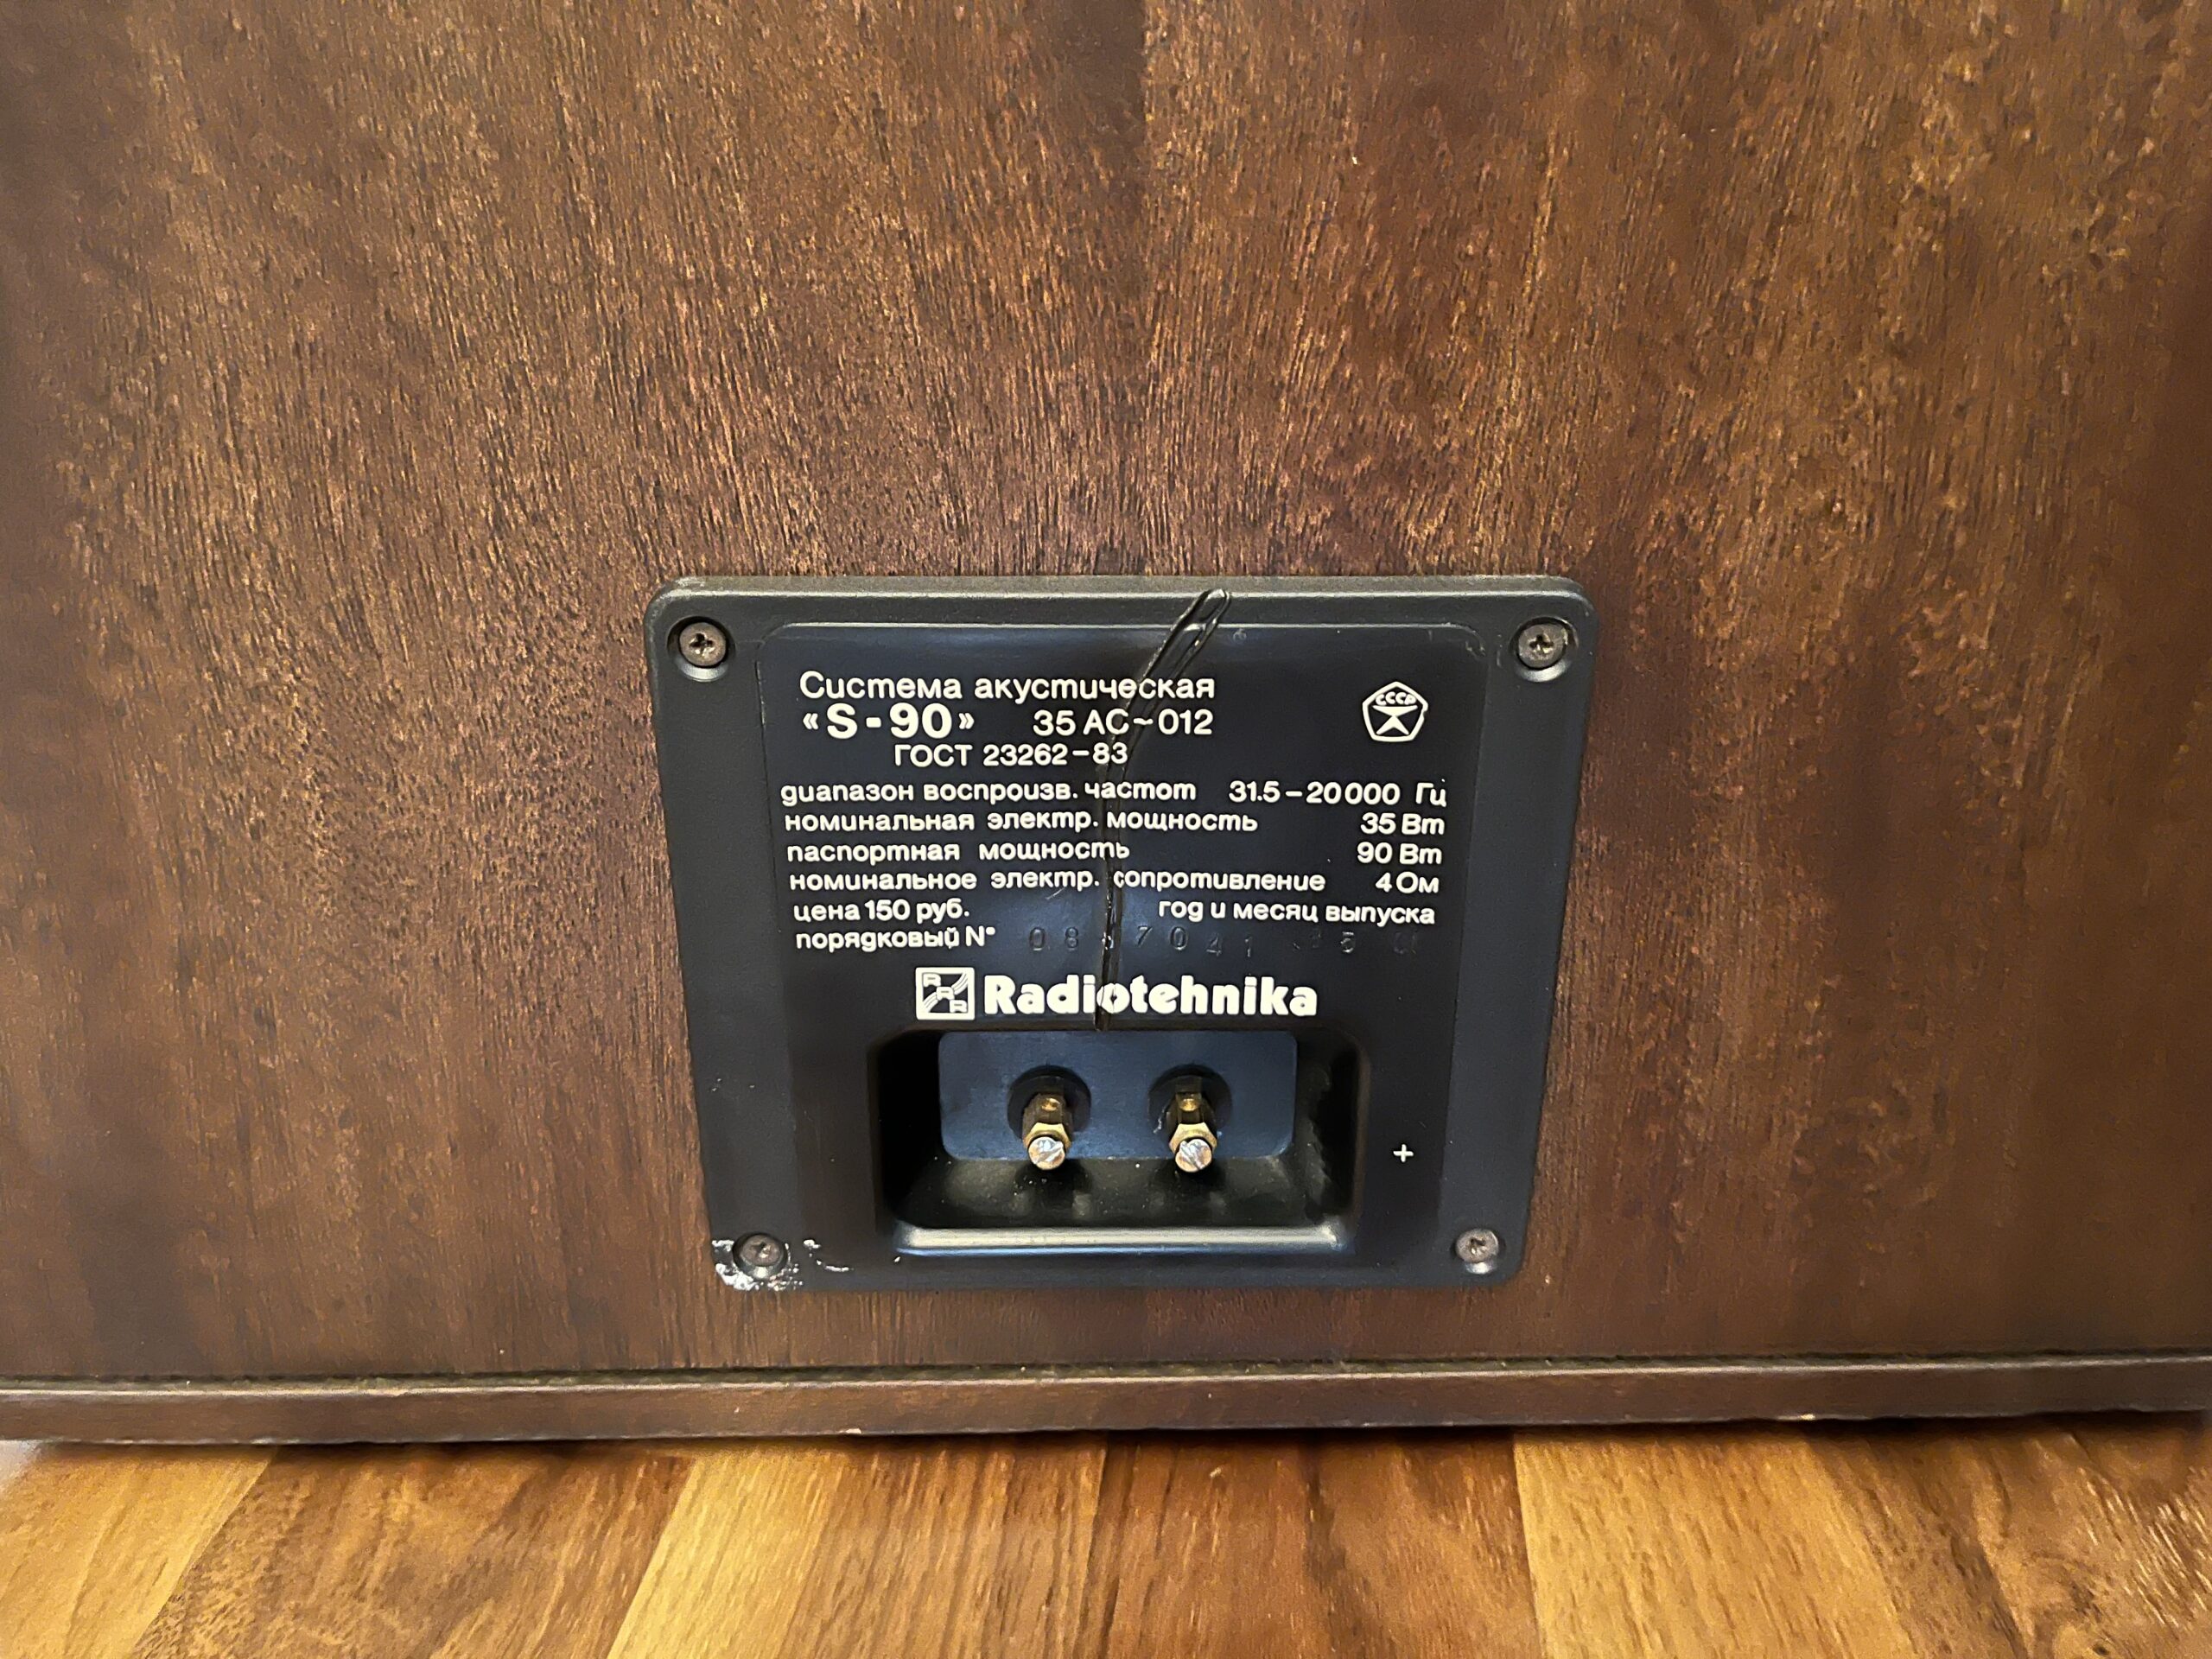 Система акустическая
«S-90» 35 АС~012
ГОСТ 23262-83
СССР
диапазон воспроизв. частот 31.5–20000 Гц
номинальная электр. мощность 35 Вт
паспортная мощность 90 Вт
номинальное электр. сопротивление 4 Ом
цена 150 руб. год и месяц выпуска
порядковый N°
RRR Radiotehnika
+